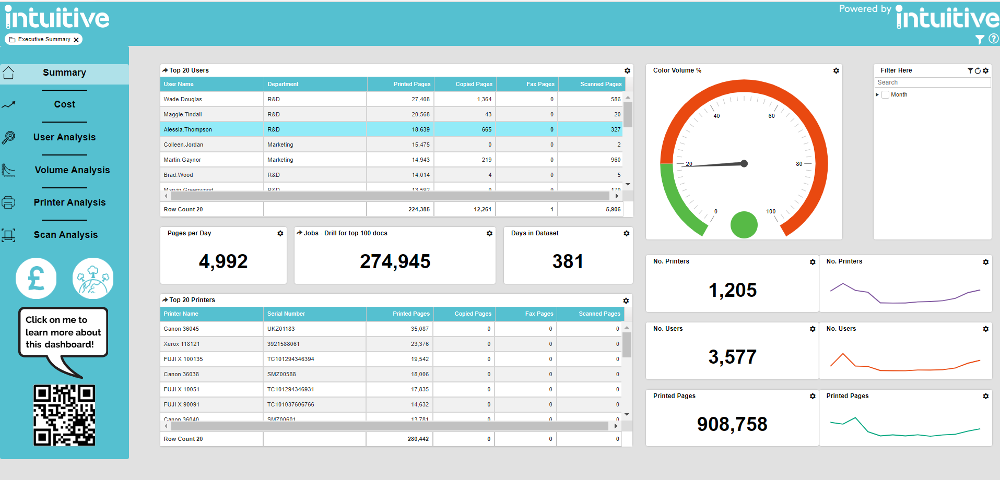 intuitive
Powered by intuitive
Executive Summary
Summary
Cost
User Analysis
Volume Analysis
Printer Analysis
Scan Analysis
£
Click on me to
learn more about
this dashboard!
Top 20 Users
User Name Department Printed Pages Copied Pages Fax Pages Scanned Pages
Wade.Douglas R&D 27,408 1,364 0 586
Maggie.Tindall R&D 20,568 43 0 20
Alessia.Thompson R&D 18,639 665 0 327
Colleen.Jordan Marketing 15,475 0 0 2
Martin.Gaynor Marketing 14,943 219 0 960
Brad.Wood R&D 14,014 4 0 5
Marvin.Greenwood R&D 13,592 0 0 170
Row Count 20 224,385 12,261 1 5,906
Pages per Day
4,992
Jobs - Drill for top 100 docs
274,945
Days in Dataset
381
Top 20 Printers
Printer Name Serial Number Printed Pages Copied Pages Fax Pages Scanned Pages
Canon 36045 UKZ01183 35,087 0 0 0
Xerox 118121 3921588061 23,376 0 0 0
FUJI X 100135 TC101294346394 19,542 0 0 0
Canon 36038 SMZ00588 18,006 0 0 0
FUJI X 10051 TC101294346931 17,835 0 0 0
FUJI X 90091 TC101037606766 14,632 0 0 0
Canon 36040 SMZ00601 13,781 0 0 0
Row Count 20 280,442 0 0 0
Color Volume %
40 60
20 80
0 100
Filter Here
Search
Month
No. Printers
1,205
No. Printers
No. Users
3,577
No. Users
Printed Pages
908,758
Printed Pages